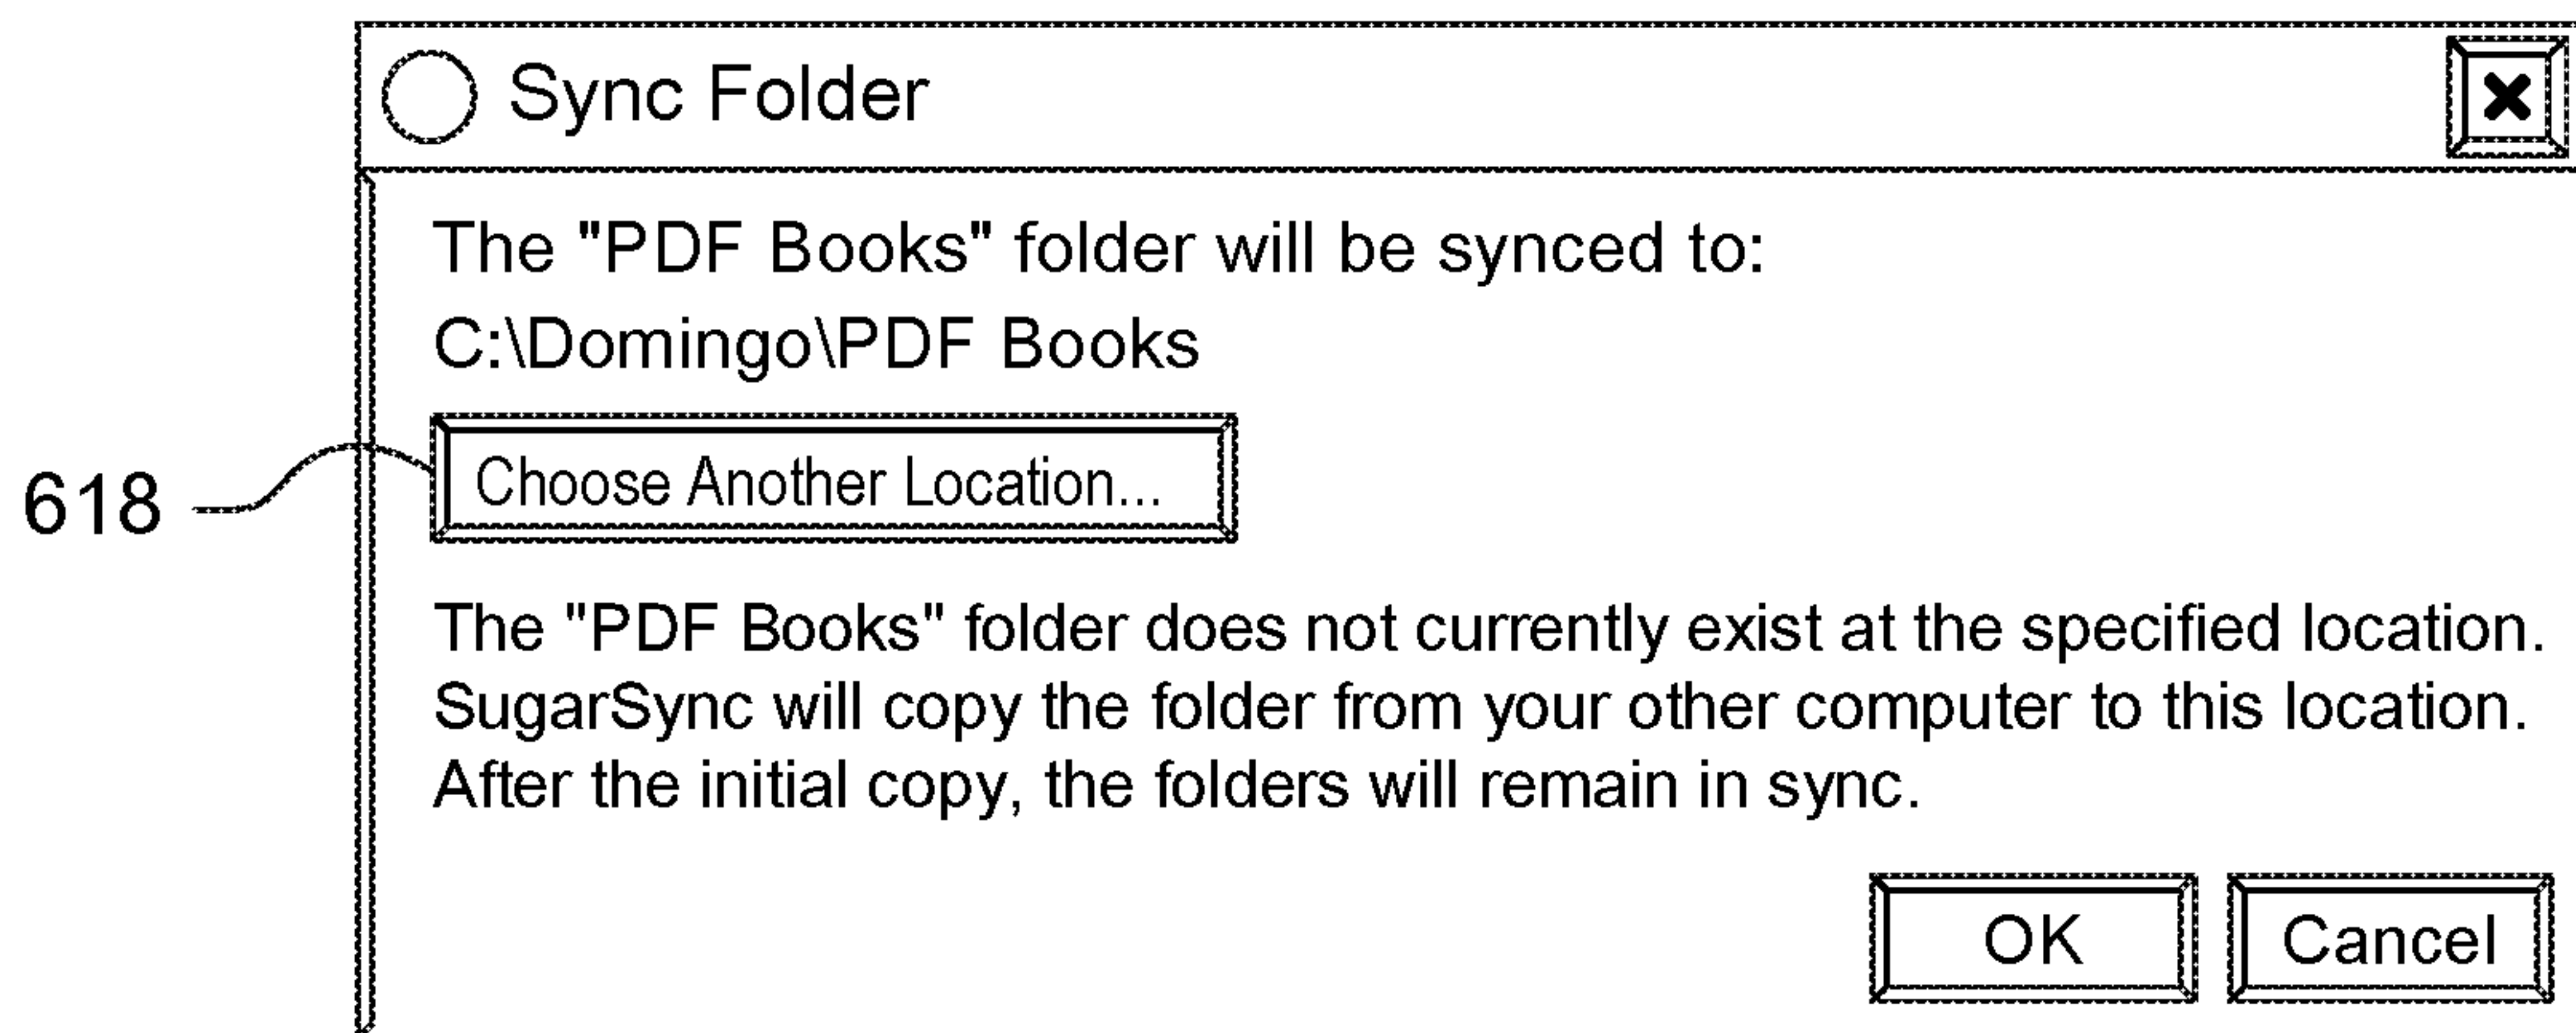 Sync Folder
The "PDF Books" folder will be synced to:
C:\Domingo\PDF Books
618
Choose Another Location...
The "PDF Books" folder does not currently exist at the specified location.
SugarSync will copy the folder from your other computer to this location.
After the initial copy, the folders will remain in sync.
OK
Cancel